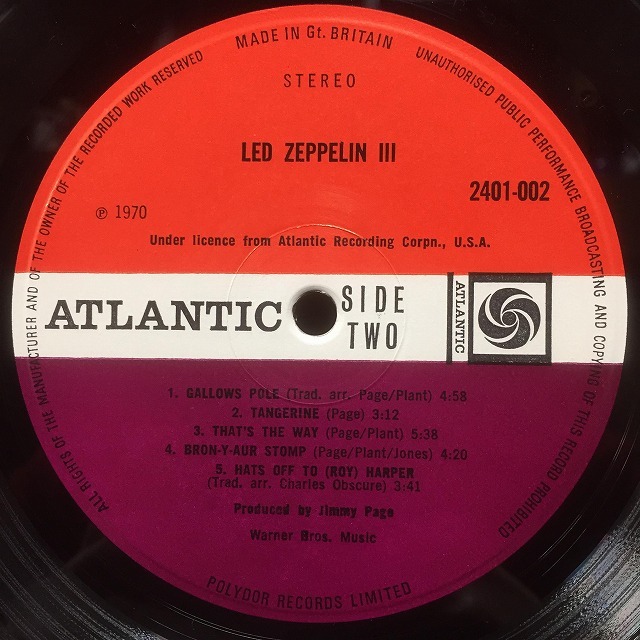 MADE IN Gt. BRITAIN
UNAUTHORISED PUBLIC PERFORMANCE BROADCASTING AND COPYING OF THIS RECORD PROHIBITED
ALL RIGHTS OF THE MANUFACTURER AND OF THE OWNER OF THE RECORDED WORK RESERVED
STEREO
LED ZEPPELIN III
2401-002
℗ 1970
Under licence from Atlantic Recording Corpn., U.S.A.
ATLANTIC
SIDE
TWO
ATLANTIC
1. GALLOWS POLE (Trad. arr. Page/Plant) 4:58
2. TANGERINE (Page) 3:12
3. THAT'S THE WAY (Page/Plant) 5:38
4. BRON-Y-AUR STOMP (Page/Plant/Jones) 4:20
5. HATS OFF TO (ROY) HARPER
(Trad. arr. Charles Obscure) 3:41
Produced by Jimmy Page
Warner Bros. Music
POLYDOR RECORDS LIMITED